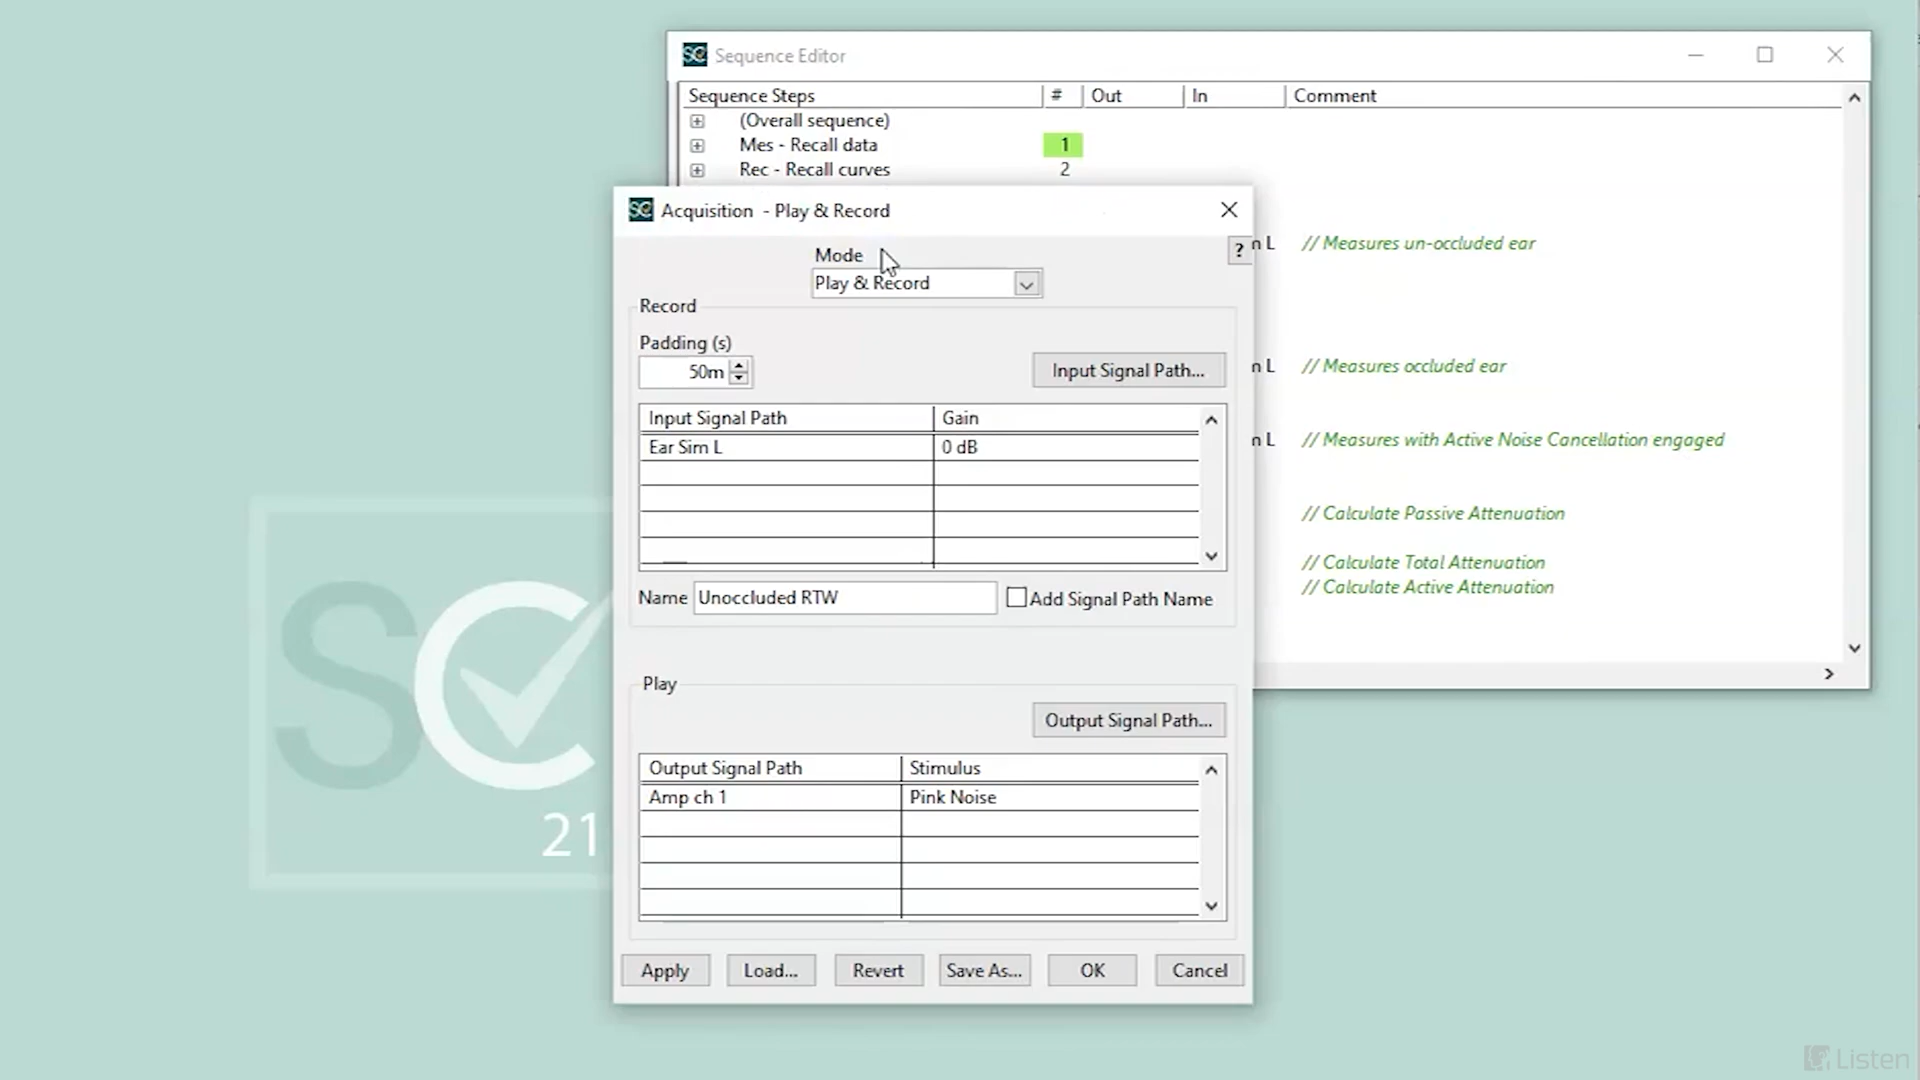 Sequence Editor
Sequence Steps # Out In Comment
(Overall sequence)
Mes - Recall data 1
Rec - Recall curves 2
Acquisition - Play & Record
Mode
? n L // Measures un-occluded ear
Play & Record
Record
Padding (s)
50m
Input Signal Path...
n L // Measures occluded ear
Input Signal Path Gain
Ear Sim L 0 dB
n L // Measures with Active Noise Cancellation engaged
// Calculate Passive Attenuation
// Calculate Total Attenuation
// Calculate Active Attenuation
Name Unoccluded RTW Add Signal Path Name
Play
Output Signal Path...
Output Signal Path Stimulus
Amp ch 1 Pink Noise
SC
21
Apply Load... Revert Save As... OK Cancel
Listen